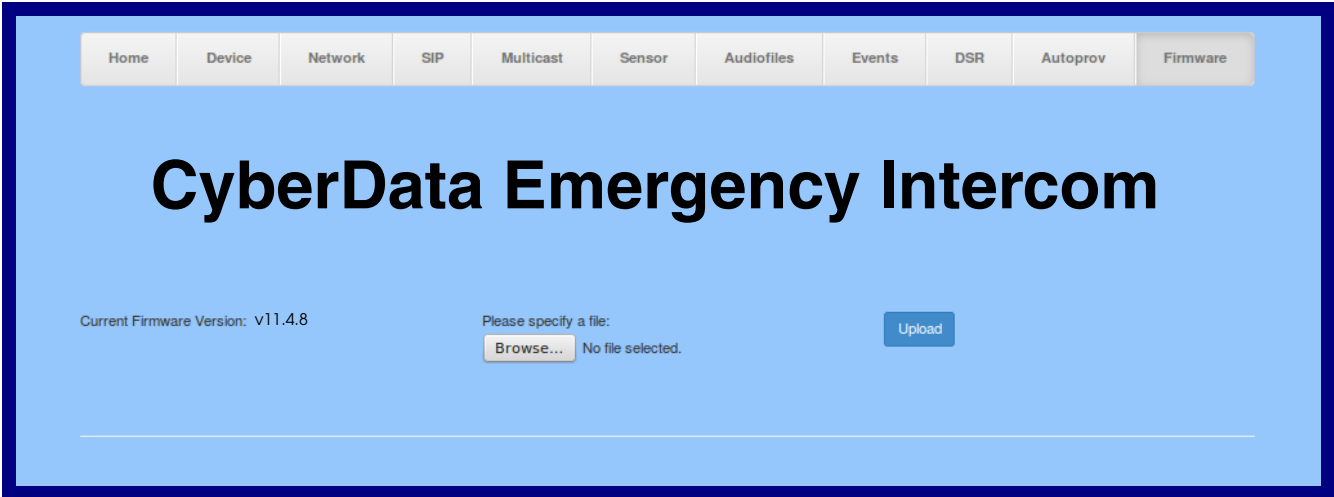 Home Device Network SIP Multicast Sensor Audiofiles Events DSR Autoprov Firmware
CyberData Emergency Intercom
Current Firmware Version: v11.4.8
Please specify a file:
Browse... No file selected.
Upload